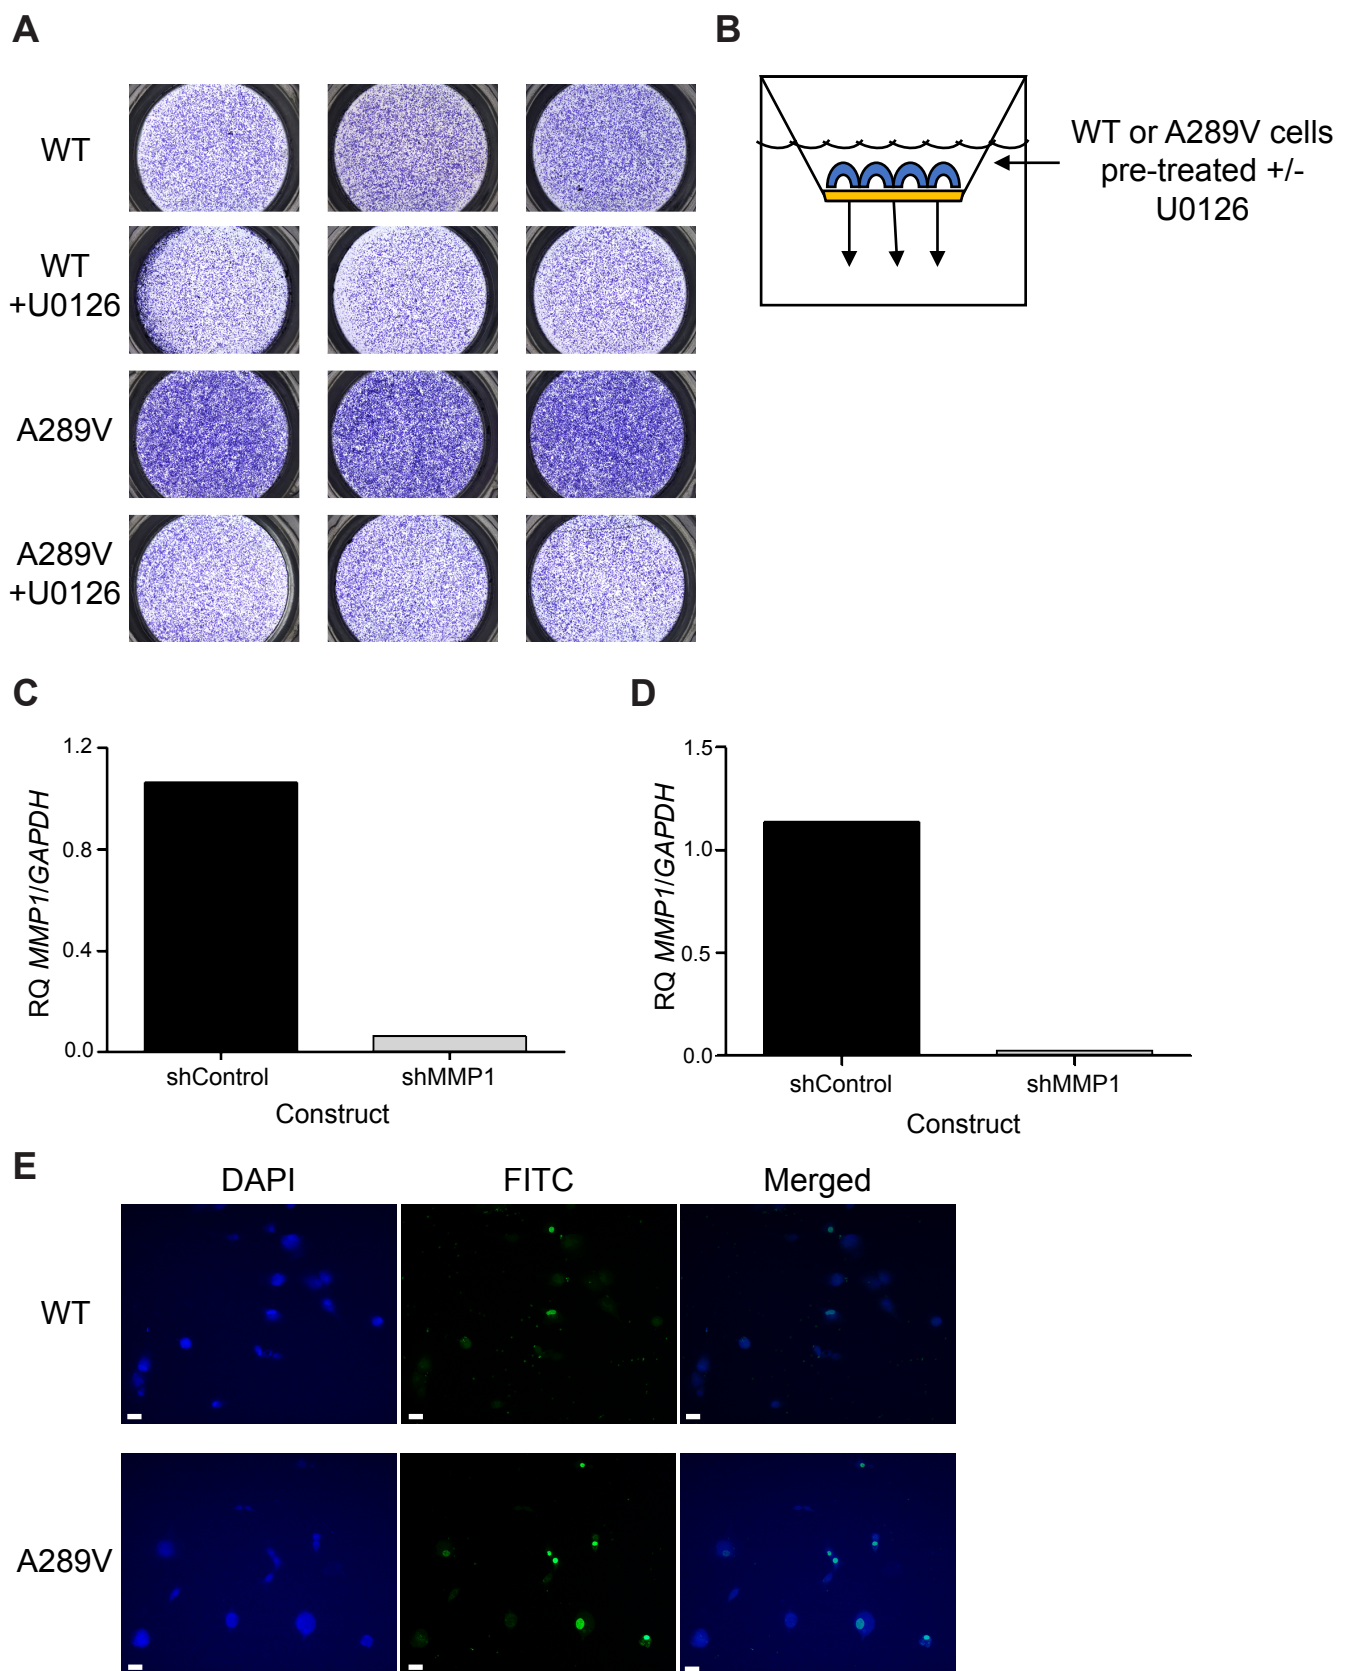 A
WT
WT
+U0126
A289V
A289V
+U0126
B
WT or A289V cells
pre-treated +/-
U0126
C
RQ MMP1/GAPDH
1.2
0.8
0.4
0.0
shControl
shMMP1
Construct
D
RQ MMP1/GAPDH
1.5
1.0
0.5
0.0
shControl
shMMP1
Construct
E
DAPI
FITC
Merged
WT
A289V